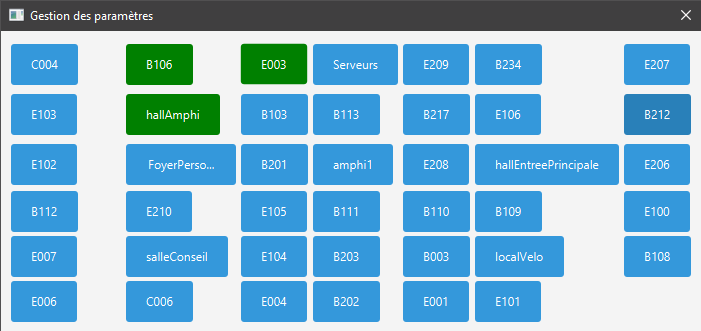 Gestion des paramètres
C004 B106 E003 Serveurs E209 B234 E207
E103 hallAmphi B103 B113 B217 E106 B212
E102 FoyerPerso... B201 amphi1 E208 hallEntreePrincipale E206
B112 E210 E105 B111 B110 B109 E100
E007 salleConseil E104 B203 B003 localVelo B108
E006 C006 E004 B202 E001 E101